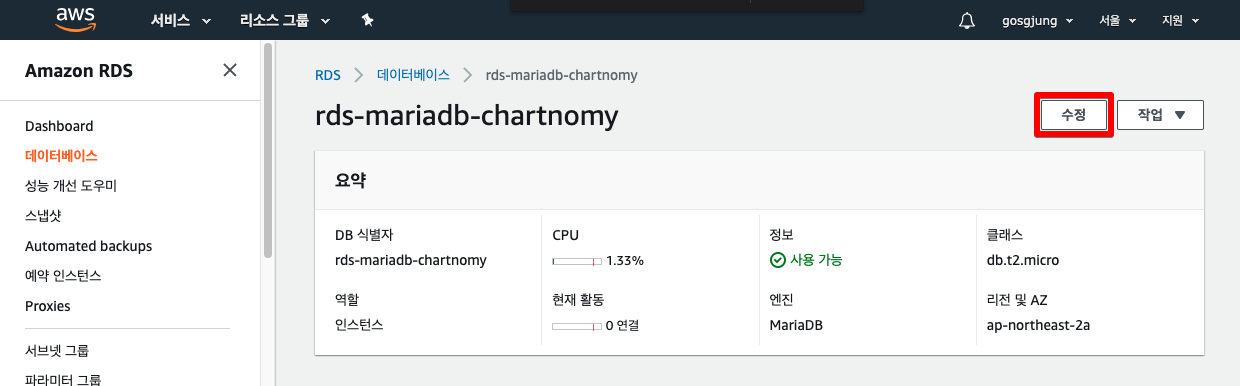 aws 서비스 리소스 그룹 gosgjung 서울 지원
Amazon RDS
Dashboard
데이터베이스
성능 개선 도우미
스냅샷
Automated backups
예약 인스턴스
Proxies
서브넷 그룹
파라미터 그룹
RDS 데이터베이스 rds-mariadb-chartnomy
rds-mariadb-chartnomy 수정 작업
요약
DB 식별자 CPU 정보 클래스
rds-mariadb-chartnomy 1.33% 사용 가능 db.t2.micro
역할 현재 활동 엔진 리전 및 AZ
인스턴스 0 연결 MariaDB ap-northeast-2a